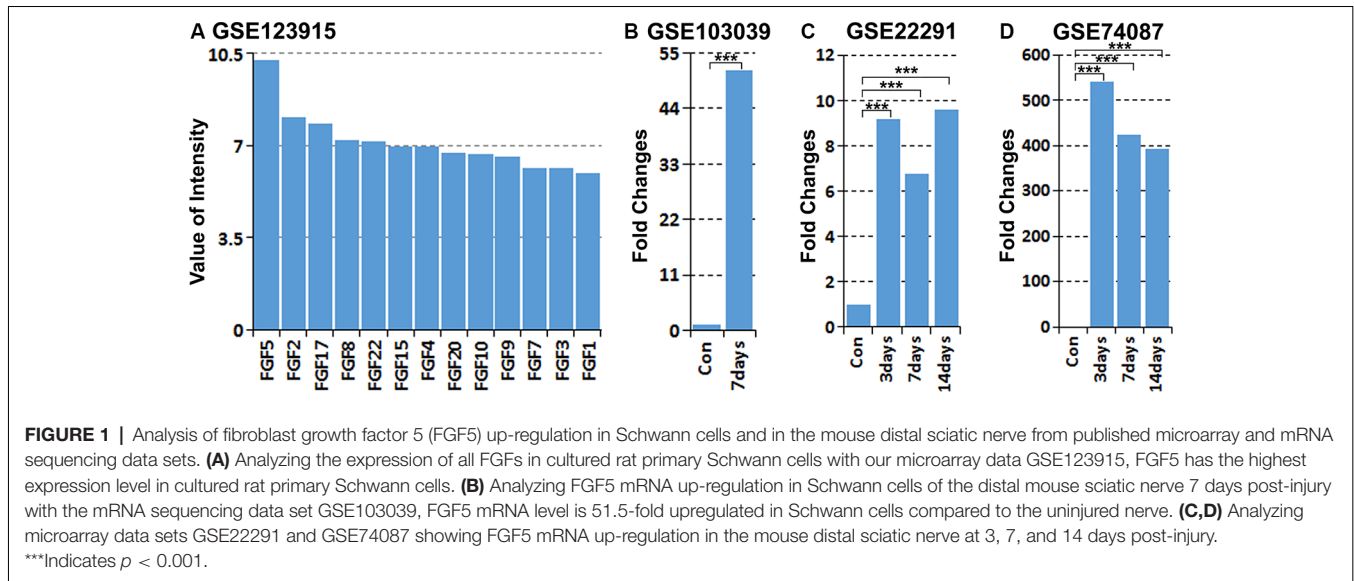 A GSE123915
Value of Intensity
10.5
7
3.5
0
FGF5
FGF2
FGF17
FGF8
FGF22
FGF15
FGF4
FGF20
FGF10
FGF9
FGF7
FGF3
FGF1
B GSE103039
Fold Changes
55
44
33
22
11
0
***
Con
7days
C GSE22291
Fold Changes
12
10
8
6
4
2
0
***
***
***
Con
3days
7days
14days
D GSE74087
Fold Changes
600
500
400
300
200
100
0
***
***
***
Con
3days
7days
14days
FIGURE 1 | Analysis of fibroblast growth factor 5 (FGF5) up-regulation in Schwann cells and in the mouse distal sciatic nerve from published microarray and mRNA
sequencing data sets. (A) Analyzing the expression of all FGFs in cultured rat primary Schwann cells with our microarray data GSE123915, FGF5 has the highest
expression level in cultured rat primary Schwann cells. (B) Analyzing FGF5 mRNA up-regulation in Schwann cells of the distal mouse sciatic nerve 7 days post-injury
with the mRNA sequencing data set GSE103039, FGF5 mRNA level is 51.5-fold upregulated in Schwann cells compared to the uninjured nerve. (C,D) Analyzing
microarray data sets GSE22291 and GSE74087 showing FGF5 mRNA up-regulation in the mouse distal sciatic nerve at 3, 7, and 14 days post-injury.
***Indicates p < 0.001.